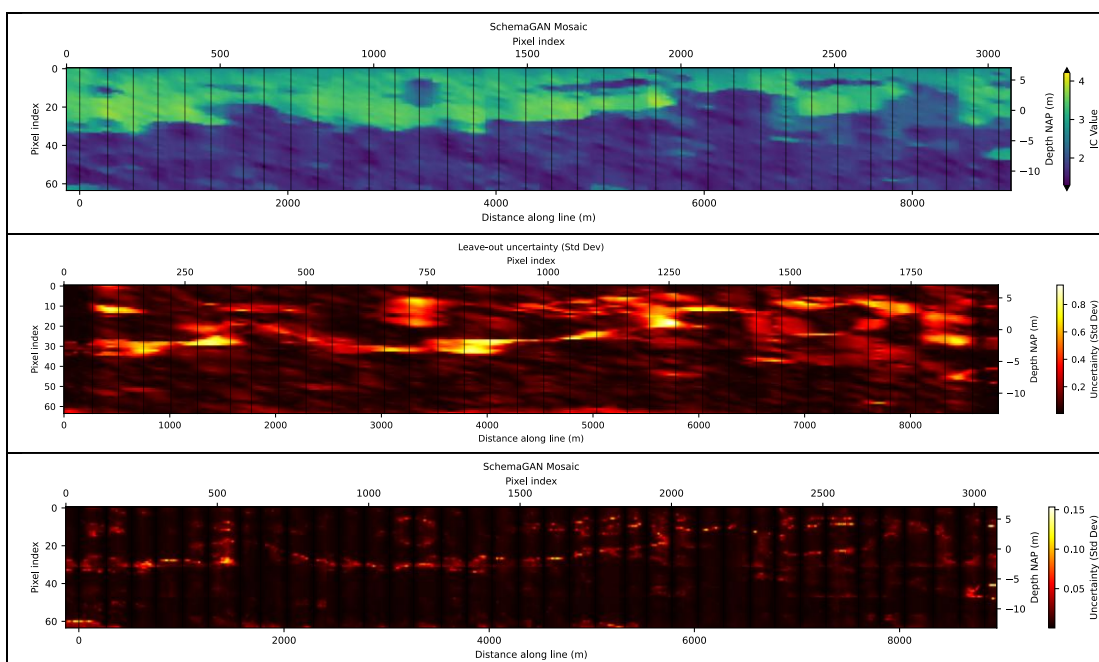 SchemaGAN Mosaic
Pixel index
0 500 1000 1500 2000 2500 3000
0
20
40
60
Pixel index
5
0
−5
−10
Depth NAP (m)
4
3
2
IC Value
0 2000 4000 6000 8000
Distance along line (m)
Leave-out uncertainty (Std Dev)
Pixel index
0 250 500 750 1000 1250 1500 1750
0
10
20
30
40
50
60
Pixel index
5
0
−5
−10
Depth NAP (m)
0.8
0.6
0.4
0.2
Uncertainty (Std Dev)
0 1000 2000 3000 4000 5000 6000 7000 8000
Distance along line (m)
SchemaGAN Mosaic
Pixel index
0 500 1000 1500 2000 2500 3000
0
20
40
60
Pixel index
5
0
−5
−10
Depth NAP (m)
0.15
0.10
0.05
Uncertainty (Std Dev)
0 2000 4000 6000 8000
Distance along line (m)